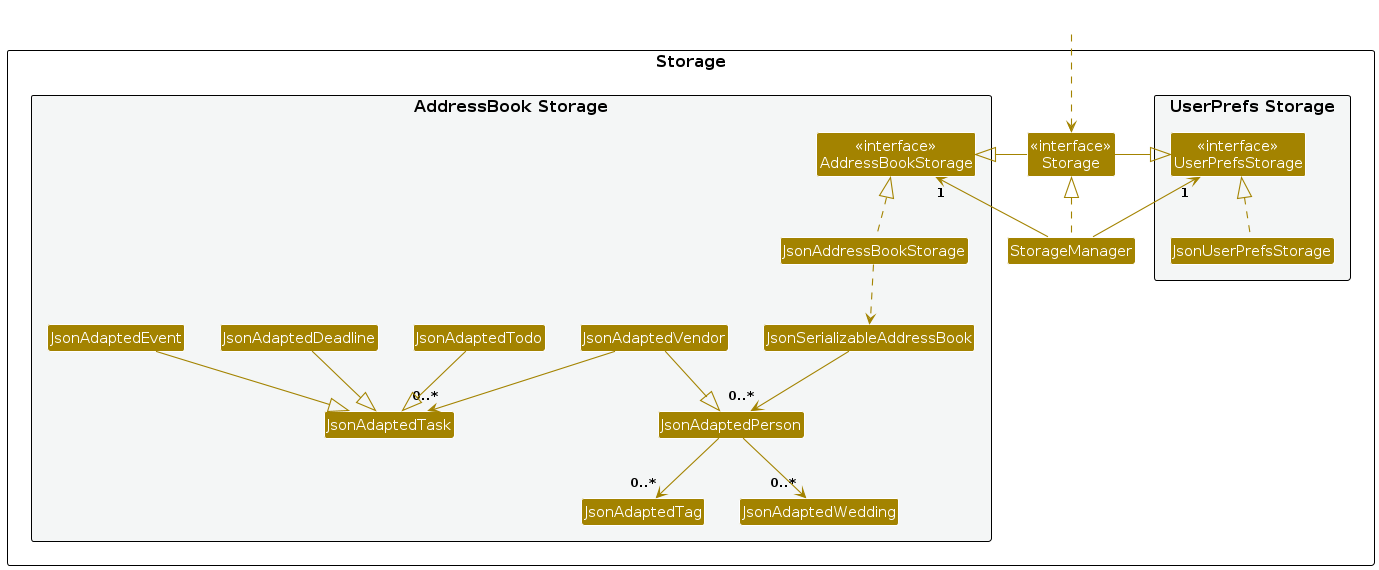 Storage
AddressBook Storage
UserPrefs Storage
«interface»
AddressBookStorage
«interface»
Storage
«interface»
UserPrefsStorage
1
1
JsonAddressBookStorage
StorageManager
JsonUserPrefsStorage
JsonAdaptedEvent
JsonAdaptedDeadline
JsonAdaptedTodo
JsonAdaptedVendor
JsonSerializableAddressBook
0..*
0..*
JsonAdaptedTask
JsonAdaptedPerson
0..*
0..*
JsonAdaptedTag
JsonAdaptedWedding